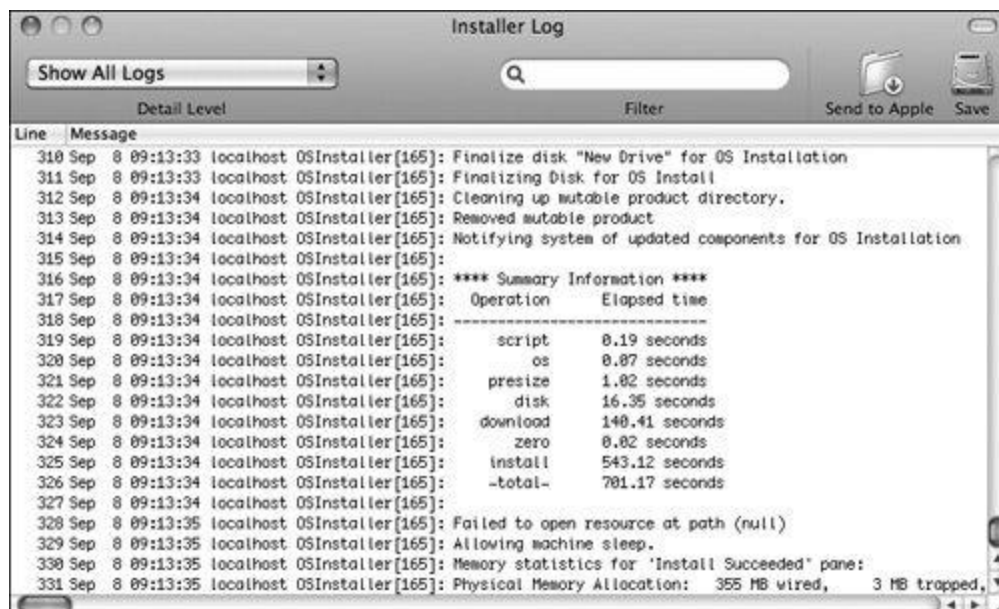 Installer Log
Show All Logs
Detail Level
Filter
Send to Apple
Save
Line Message
310 Sep 8 09:13:33 localhost OSInstaller[165]: Finalize disk "New Drive" for OS Installation
311 Sep 8 09:13:33 localhost OSInstaller[165]: Finalizing Disk for OS Install
312 Sep 8 09:13:34 localhost OSInstaller[165]: Cleaning up mutable product directory.
313 Sep 8 09:13:34 localhost OSInstaller[165]: Removed mutable product
314 Sep 8 09:13:34 localhost OSInstaller[165]: Notifying system of updated components for OS Installation
315 Sep 8 09:13:34 localhost OSInstaller[165]:
316 Sep 8 09:13:34 localhost OSInstaller[165]: **** Summary Information ****
317 Sep 8 09:13:34 localhost OSInstaller[165]: Operation Elapsed time
318 Sep 8 09:13:34 localhost OSInstaller[165]: -----------------------------
319 Sep 8 09:13:34 localhost OSInstaller[165]: script 0.19 seconds
320 Sep 8 09:13:34 localhost OSInstaller[165]: os 0.07 seconds
321 Sep 8 09:13:34 localhost OSInstaller[165]: presize 1.02 seconds
322 Sep 8 09:13:34 localhost OSInstaller[165]: disk 16.35 seconds
323 Sep 8 09:13:34 localhost OSInstaller[165]: download 140.41 seconds
324 Sep 8 09:13:34 localhost OSInstaller[165]: zero 0.02 seconds
325 Sep 8 09:13:34 localhost OSInstaller[165]: install 543.12 seconds
326 Sep 8 09:13:34 localhost OSInstaller[165]: -total- 701.17 seconds
327 Sep 8 09:13:34 localhost OSInstaller[165]:
328 Sep 8 09:13:35 localhost OSInstaller[165]: Failed to open resource at path (null)
329 Sep 8 09:13:35 localhost OSInstaller[165]: Allowing machine sleep.
330 Sep 8 09:13:35 localhost OSInstaller[165]: Memory statistics for 'Install Succeeded' pane:
331 Sep 8 09:13:35 localhost OSInstaller[165]: Physical Memory Allocation: 355 MB wired, 3 MB trapped,